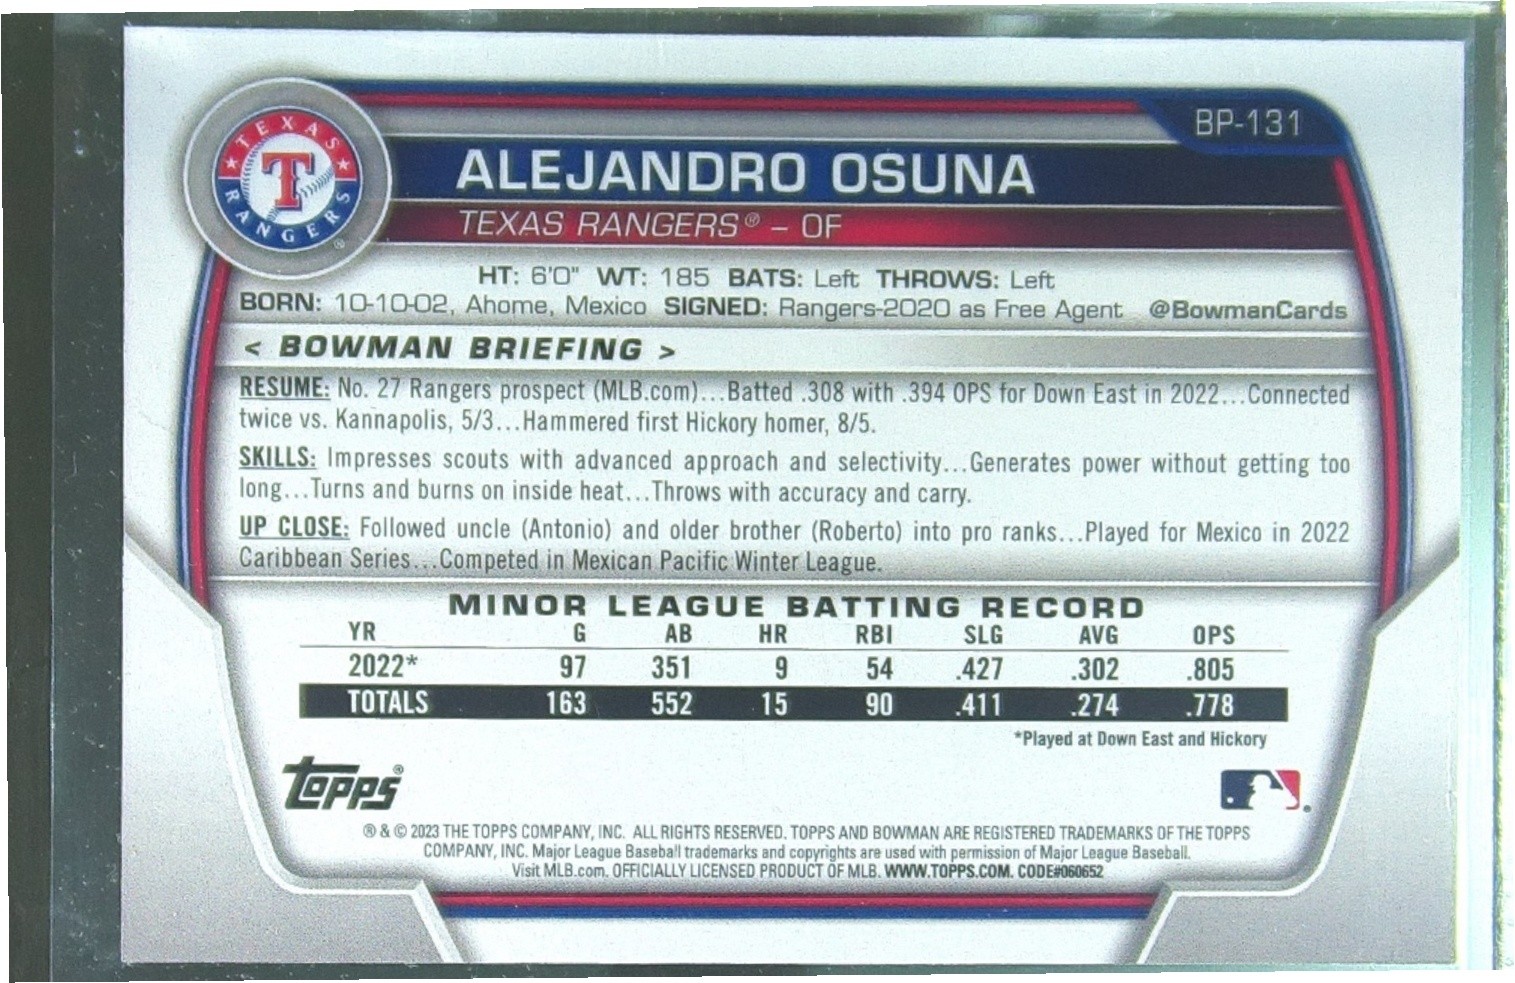 BP-131
TEXAS
RANGERS®
ALEJANDRO OSUNA
TEXAS RANGERS® – OF
HT: 6'0" WT: 185 BATS: Left THROWS: Left
BORN: 10-10-02, Ahome, Mexico SIGNED: Rangers-2020 as Free Agent @BowmanCards
< BOWMAN BRIEFING >
RESUME: No. 27 Rangers prospect (MLB.com)...Batted .308 with .394 OPS for Down East in 2022...Connected
twice vs. Kannapolis, 5/3...Hammered first Hickory homer, 8/5.
SKILLS: Impresses scouts with advanced approach and selectivity...Generates power without getting too
long...Turns and burns on inside heat...Throws with accuracy and carry.
UP CLOSE: Followed uncle (Antonio) and older brother (Roberto) into pro ranks...Played for Mexico in 2022
Caribbean Series...Competed in Mexican Pacific Winter League.
MINOR LEAGUE BATTING RECORD
YR G AB HR RBI SLG AVG OPS
2022* 97 351 9 54 .427 .302 .805
TOTALS 163 552 15 90 .411 .274 .778
*Played at Down East and Hickory
Topps®
® & © 2023 THE TOPPS COMPANY, INC. ALL RIGHTS RESERVED. TOPPS AND BOWMAN ARE REGISTERED TRADEMARKS OF THE TOPPS
COMPANY, INC. Major League Baseball trademarks and copyrights are used with permission of Major League Baseball.
Visit MLB.com. OFFICIALLY LICENSED PRODUCT OF MLB. WWW.TOPPS.COM. CODE#060652